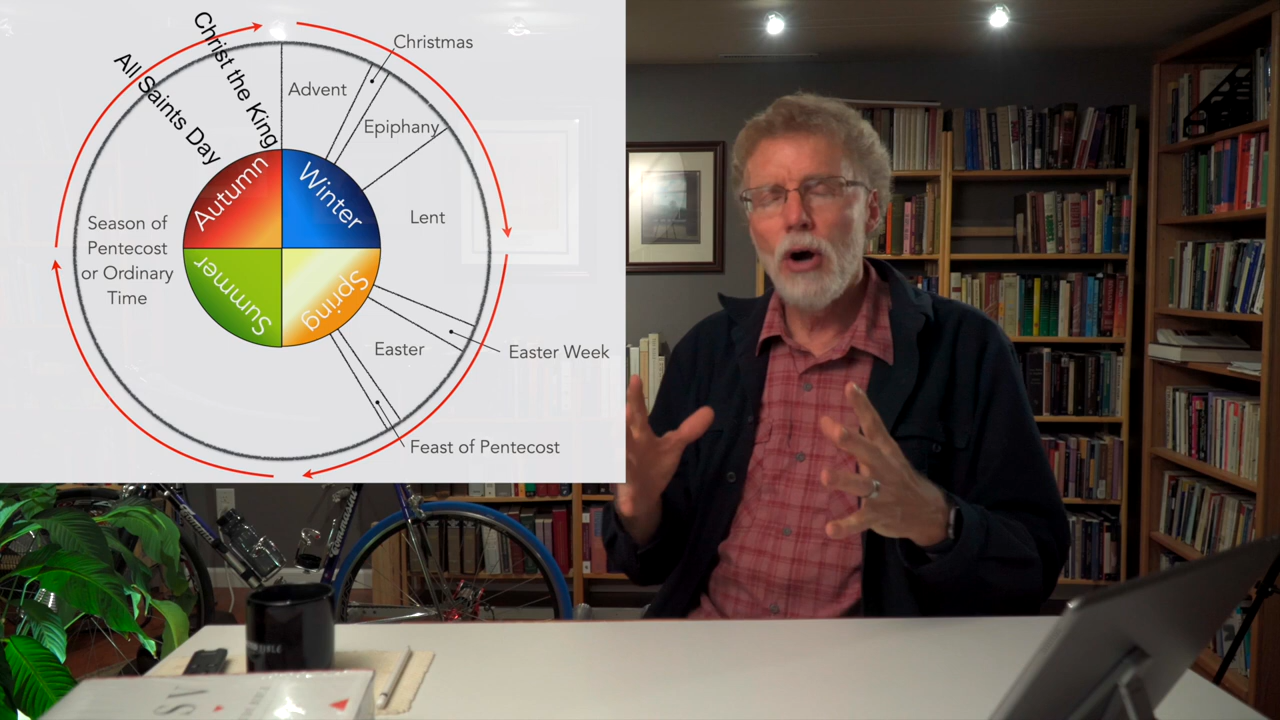 Christ the King
All Saints Day
Christmas
Advent
Epiphany
Lent
Autumn
Winter
Summer
Spring
Season of
Pentecost
or Ordinary
Time
Easter
Easter Week
Feast of Pentecost